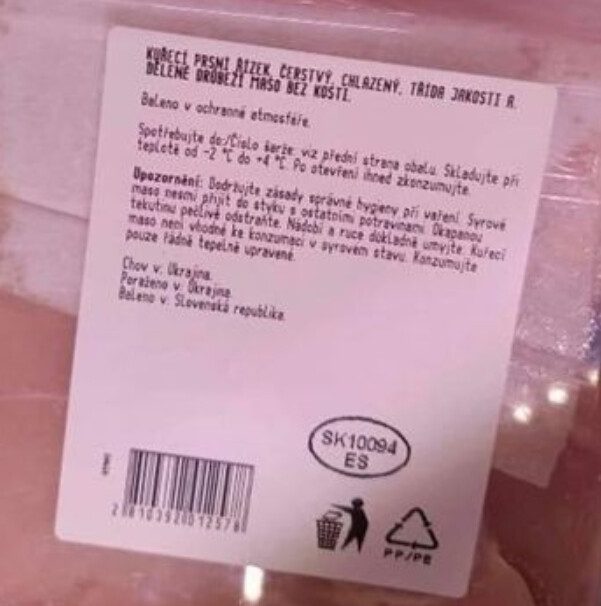 KUŘECÍ PRSNÍ ŘÍZEK, ČERSTVÝ, CHLAZENÝ, TŘÍDA JAKOSTI A.
DĚLENÉ DRŮBEŽÍ MASO BEZ KOSTI.
Baleno v ochranné atmosféře.
Spotřebujte do:/Číslo šarže: viz přední strana obalu. Skladujte při
teplotě od -2 °C do +4 °C. Po otevření ihned zkonzumujte.
Upozornění: Dodržujte zásady správné hygieny při vaření. Syrové
maso nesmí přijít do styku s ostatními potravinami. Okapanou
tekutinu pečlivě odstraňte. Nádobí a ruce důkladně umyjte. Kuřecí
maso není vhodné ke konzumaci v syrovém stavu. Konzumujte
pouze řádně tepelně upravené.
Chov v: Ukrajina.
Poraženo v: Ukrajina.
Baleno v: Slovenská republika.
SK10094
ES
PP/PE